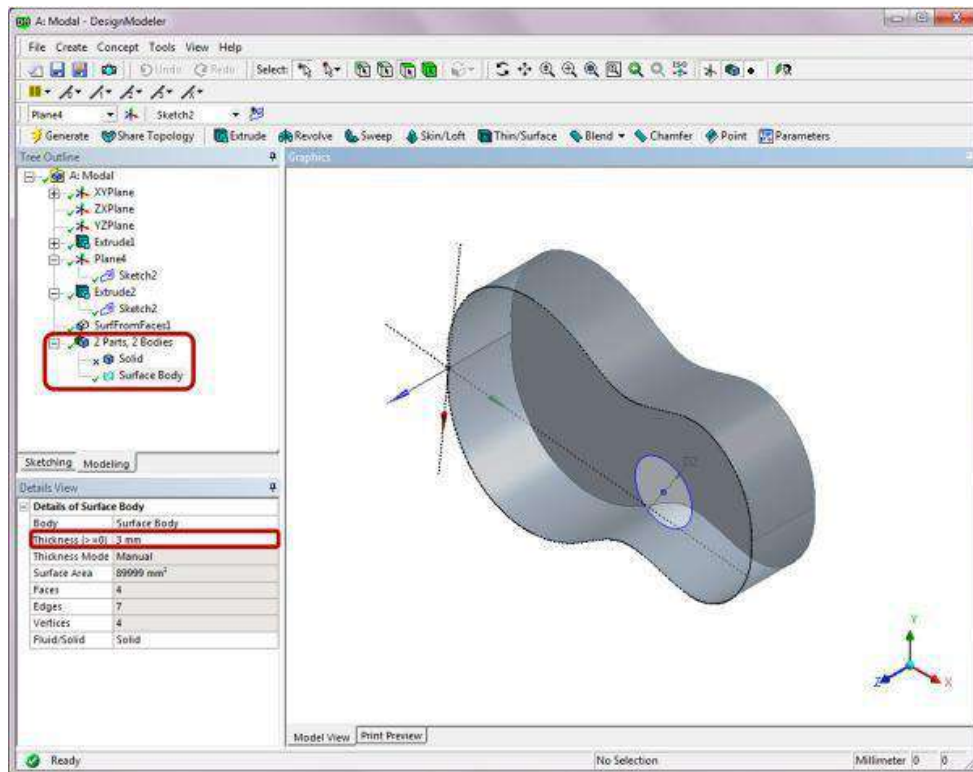 A: Modal - DesignModeler
File Create Concept Tools View Help
Undo Redo Select:
Plane4 Sketch2
Generate Share Topology Extrude Revolve Sweep Skin/Loft Thin/Surface Blend Chamfer Point Parameters
Tree Outline
A: Modal
XYPlane
ZXPlane
YZPlane
Extrude1
Plane4
Sketch2
Extrude2
Sketch2
SurfFromFaces1
2 Parts, 2 Bodies
Solid
Surface Body
Sketching Modeling
Details View
Details of Surface Body
Body Surface Body
Thickness (>=0) 3 mm
Thickness Mode Manual
Surface Area 89999 mm²
Faces 4
Edges 7
Vertices 4
Fluid/Solid Solid
Graphics
ISO
D2
Y
Z
X
Model View Print Preview
Ready No Selection Millimeter 0 0